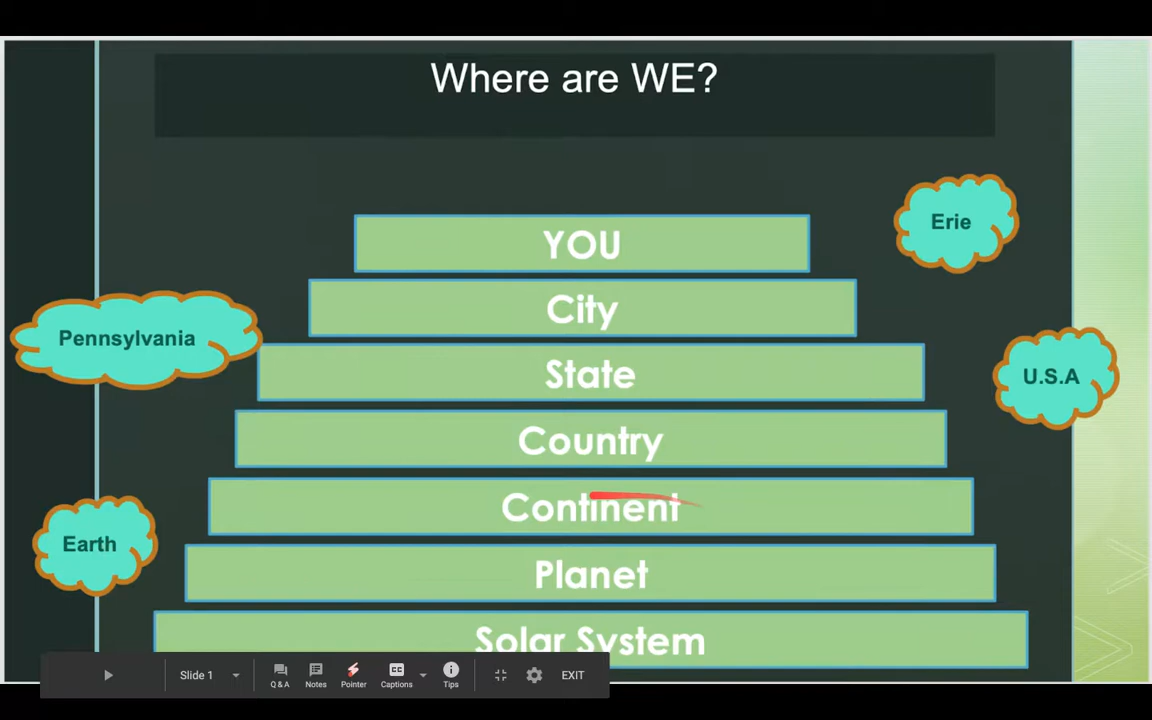 Where are WE?
Erie
YOU
City
Pennsylvania
State
U.S.A
Country
Continent
Earth
Planet
Solar System
Slide 1
Q & A
Notes
Pointer
CC
Captions
Tips
EXIT